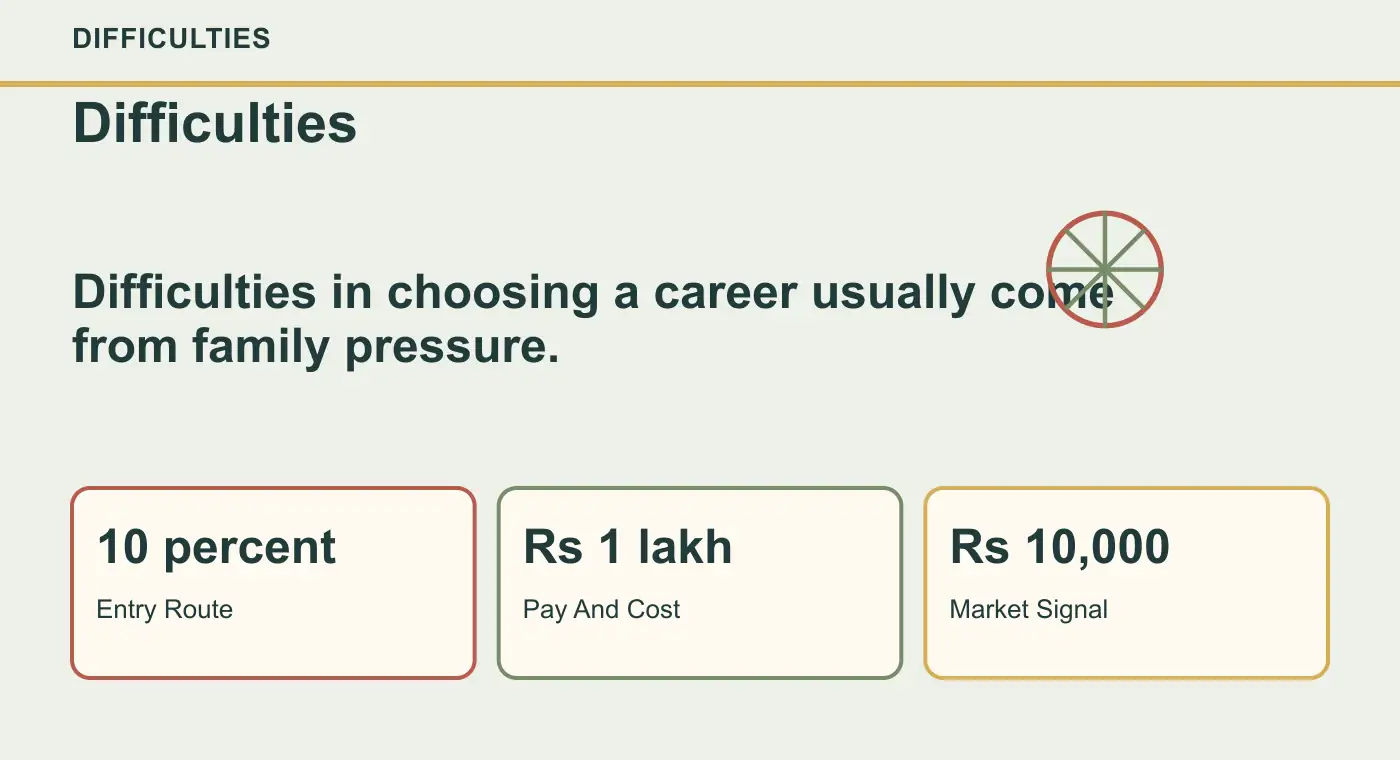 DIFFICULTIES
Difficulties
Difficulties in choosing a career usually come
from family pressure.
10 percent
Entry Route
Rs 1 lakh
Pay And Cost
Rs 10,000
Market Signal